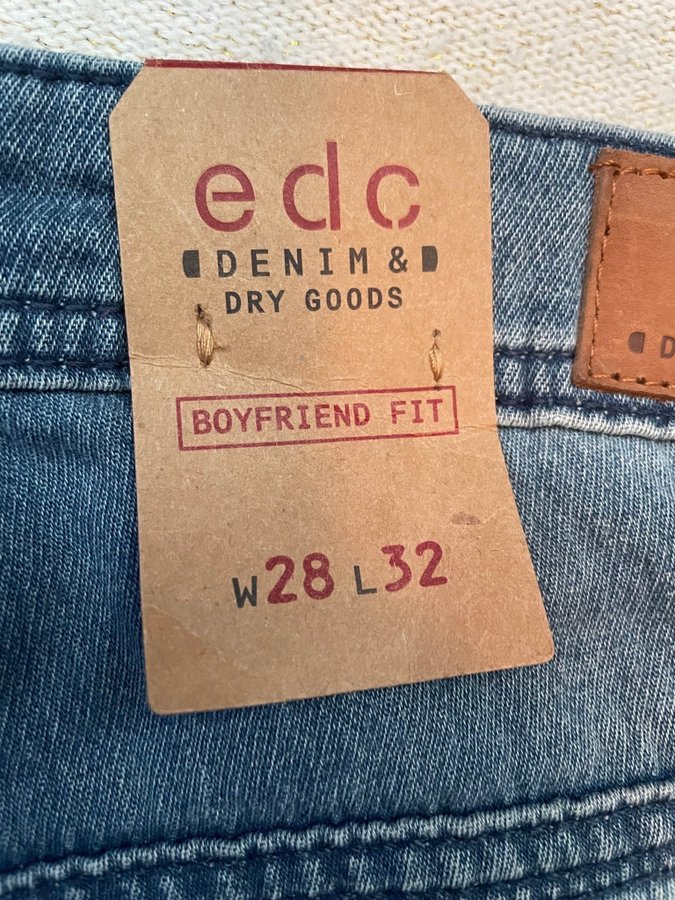 edc
DENIM &
DRY GOODS
BOYFRIEND FIT
W28 L32
D